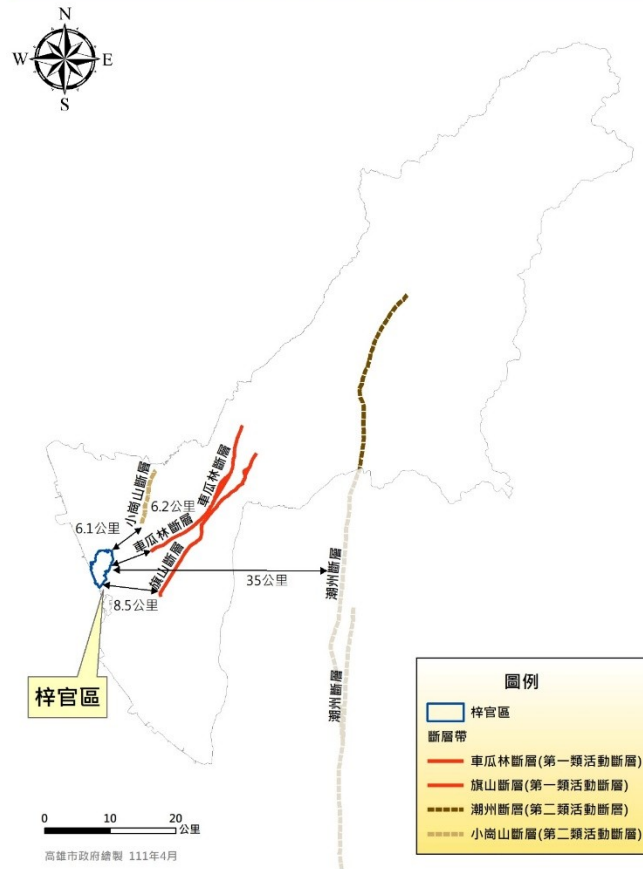 N
W
E
S
小崗山斷層
車瓜林斷層
6.2公里
6.1公里
車瓜林斷層
旗山斷層
35公里
潮州斷層
8.5公里
梓官區
潮州斷層
圖例
梓官區
斷層帶
車瓜林斷層(第一類活動斷層)
旗山斷層(第一類活動斷層)
潮州斷層(第二類活動斷層)
小崗山斷層(第二類活動斷層)
0 10 20
公里
高雄市政府繪製 111年4月